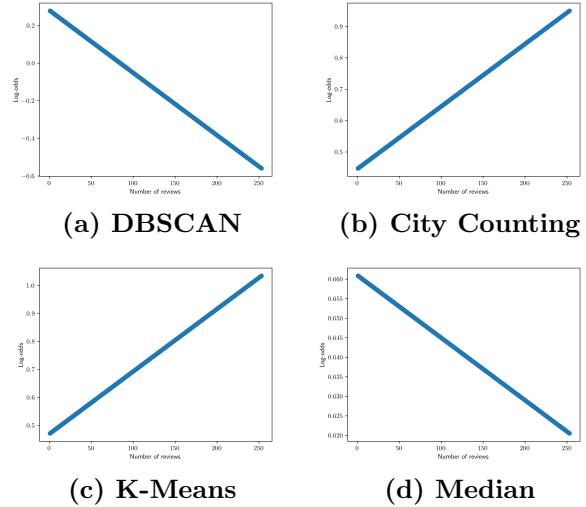 0.2
0.0
−0.2
−0.4
−0.6
Log-odds
0 50 100 150 200 250
Number of reviews
(a) DBSCAN
0.9
0.8
0.7
0.6
0.5
Log-odds
0 50 100 150 200 250
Number of reviews
(b) City Counting
1.0
0.9
0.8
0.7
0.6
0.5
Log-odds
0 50 100 150 200 250
Number of reviews
(c) K-Means
0.660
0.655
0.650
0.645
0.640
0.635
0.630
0.625
0.620
Log-odds
0 50 100 150 200 250
Number of reviews
(d) Median